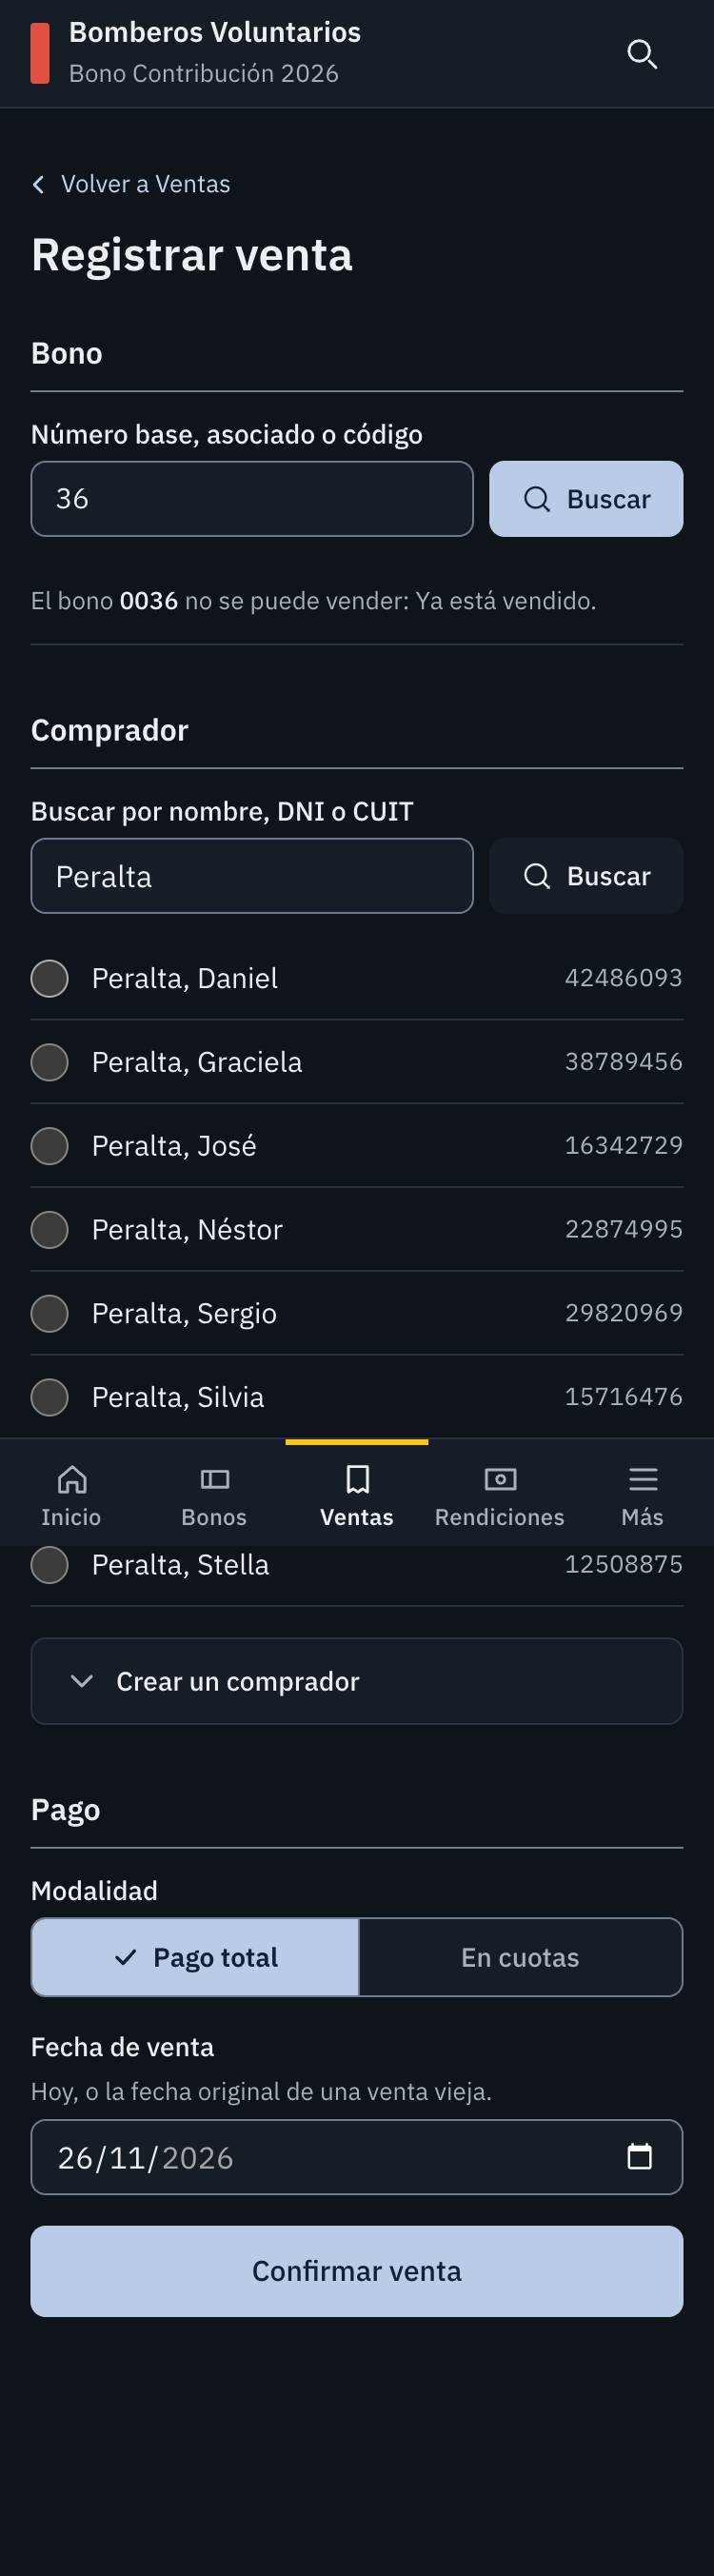 Bomberos Voluntarios
Bono Contribución 2026
Volver a Ventas
Registrar venta
Bono
Número base, asociado o código
36
Buscar
El bono 0036 no se puede vender: Ya está vendido.
Comprador
Buscar por nombre, DNI o CUIT
Peralta
Buscar
Peralta, Daniel 42486093
Peralta, Graciela 38789456
Peralta, José 16342729
Peralta, Néstor 22874995
Peralta, Sergio 29820969
Peralta, Silvia 15716476
Inicio Bonos Ventas Rendiciones Más
Peralta, Stella 12508875
Crear un comprador
Pago
Modalidad
Pago total En cuotas
Fecha de venta
Hoy, o la fecha original de una venta vieja.
26/11/2026
Confirmar venta